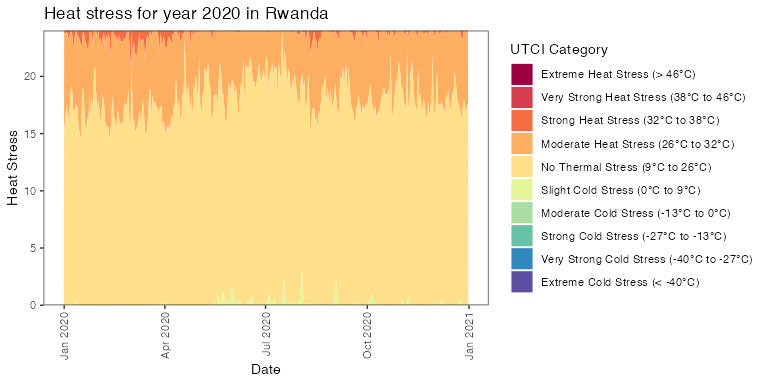 Heat stress for year 2020 in Rwanda
Heat Stress
20
15
10
5
0
Jan 2020
Apr 2020
Jul 2020
Oct 2020
Jan 2021
Date
UTCI Category
Extreme Heat Stress (> 46°C)
Very Strong Heat Stress (38°C to 46°C)
Strong Heat Stress (32°C to 38°C)
Moderate Heat Stress (26°C to 32°C)
No Thermal Stress (9°C to 26°C)
Slight Cold Stress (0°C to 9°C)
Moderate Cold Stress (-13°C to 0°C)
Strong Cold Stress (-27°C to -13°C)
Very Strong Cold Stress (-40°C to -27°C)
Extreme Cold Stress (< -40°C)